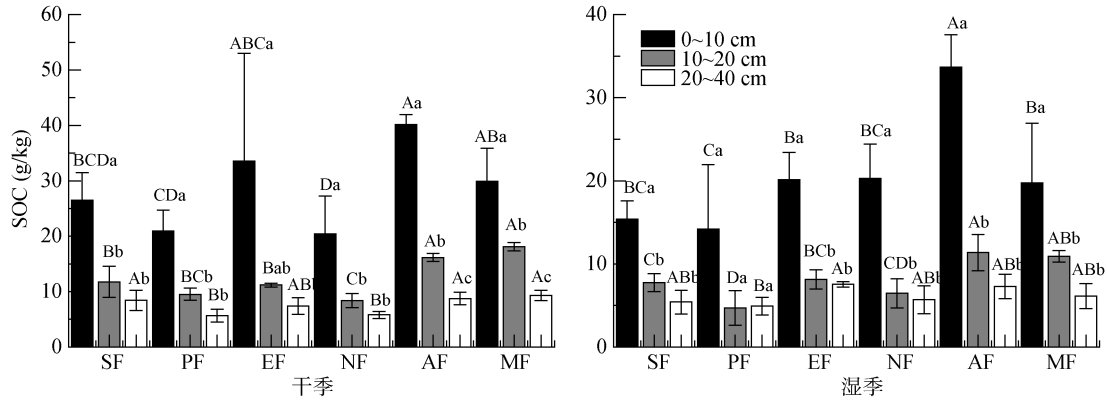 60
50
40
30
20
10
0
SOC (g/kg)
BCDa
Bb
Ab
CDa
BCb
Bb
ABCa
Bab
ABb
Da
Cb
Bb
Aa
Ab
Ac
ABa
Ab
Ac
SF PF EF NF AF MF
干季
40
30
20
10
0
0~10 cm
10~20 cm
20~40 cm
BCa
Cb
ABb
Ca
Da
Ba
Ba
BCb
Ab
BCa
CDb
ABb
Aa
Ab
ABb
Ba
ABb
ABb
SF PF EF NF AF MF
湿季